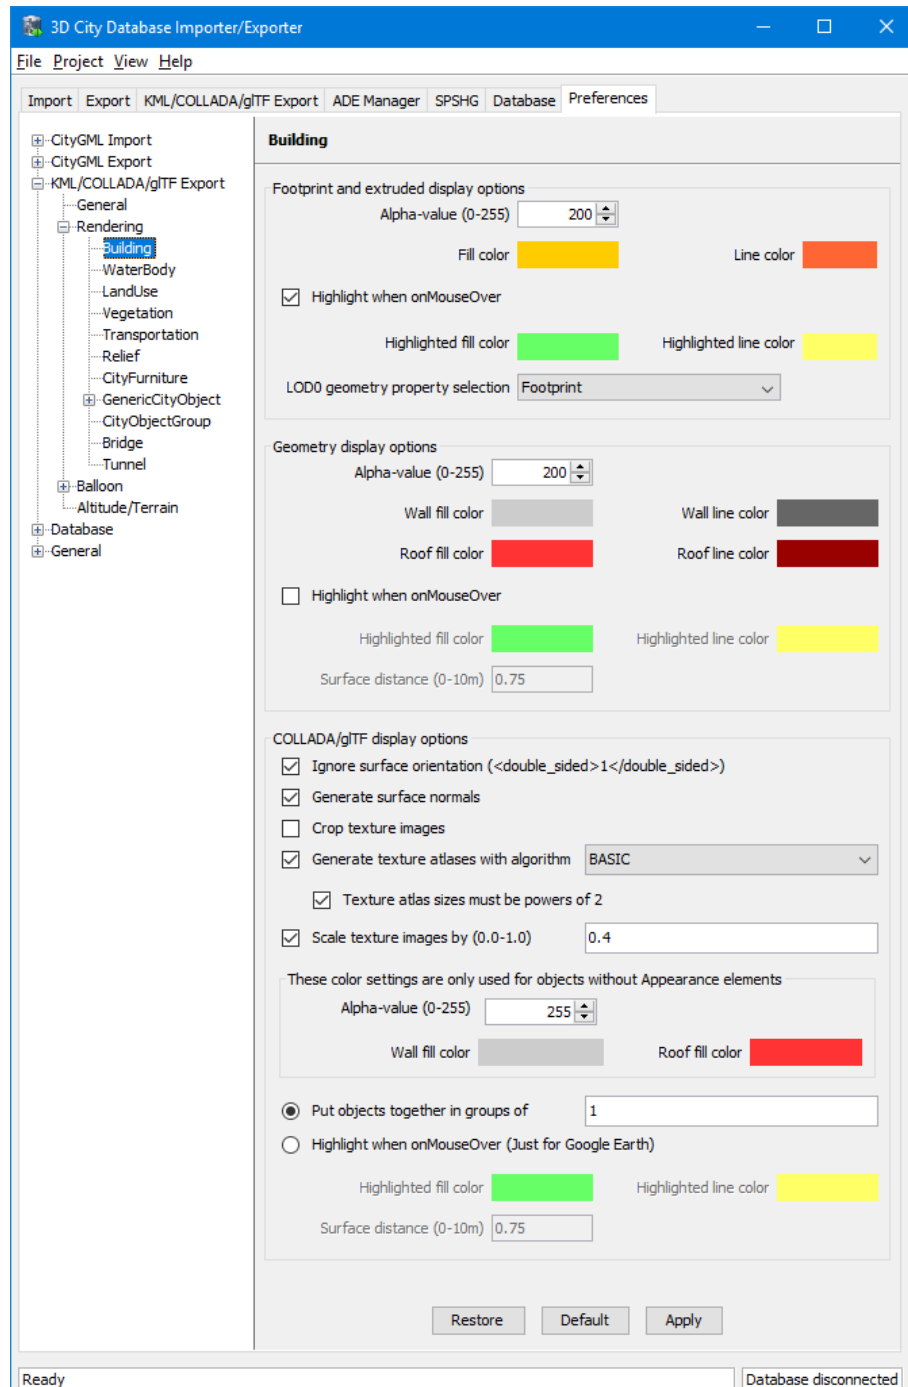 3D City Database Importer/Exporter
File Project View Help
Import Export KML/COLLADA/glTF Export ADE Manager SPSHG Database Preferences
CityGML Import
CityGML Export
KML/COLLADA/glTF Export
General
Rendering
Building
WaterBody
LandUse
Vegetation
Transportation
Relief
CityFurniture
GenericCityObject
CityObjectGroup
Bridge
Tunnel
Balloon
Altitude/Terrain
Database
General
Building
Footprint and extruded display options
Alpha-value (0-255) 200
Fill color Line color
Highlight when onMouseOver
Highlighted fill color Highlighted line color
LOD0 geometry property selection Footprint
Geometry display options
Alpha-value (0-255) 200
Wall fill color Wall line color
Roof fill color Roof line color
Highlight when onMouseOver
Highlighted fill color Highlighted line color
Surface distance (0-10m) 0.75
COLLADA/glTF display options
Ignore surface orientation (<double_sided>1</double_sided>)
Generate surface normals
Crop texture images
Generate texture atlases with algorithm BASIC
Texture atlas sizes must be powers of 2
Scale texture images by (0.0-1.0) 0.4
These color settings are only used for objects without Appearance elements
Alpha-value (0-255) 255
Wall fill color Roof fill color
Put objects together in groups of 1
Highlight when onMouseOver (Just for Google Earth)
Highlighted fill color Highlighted line color
Surface distance (0-10m) 0.75
Restore Default Apply
Ready Database disconnected